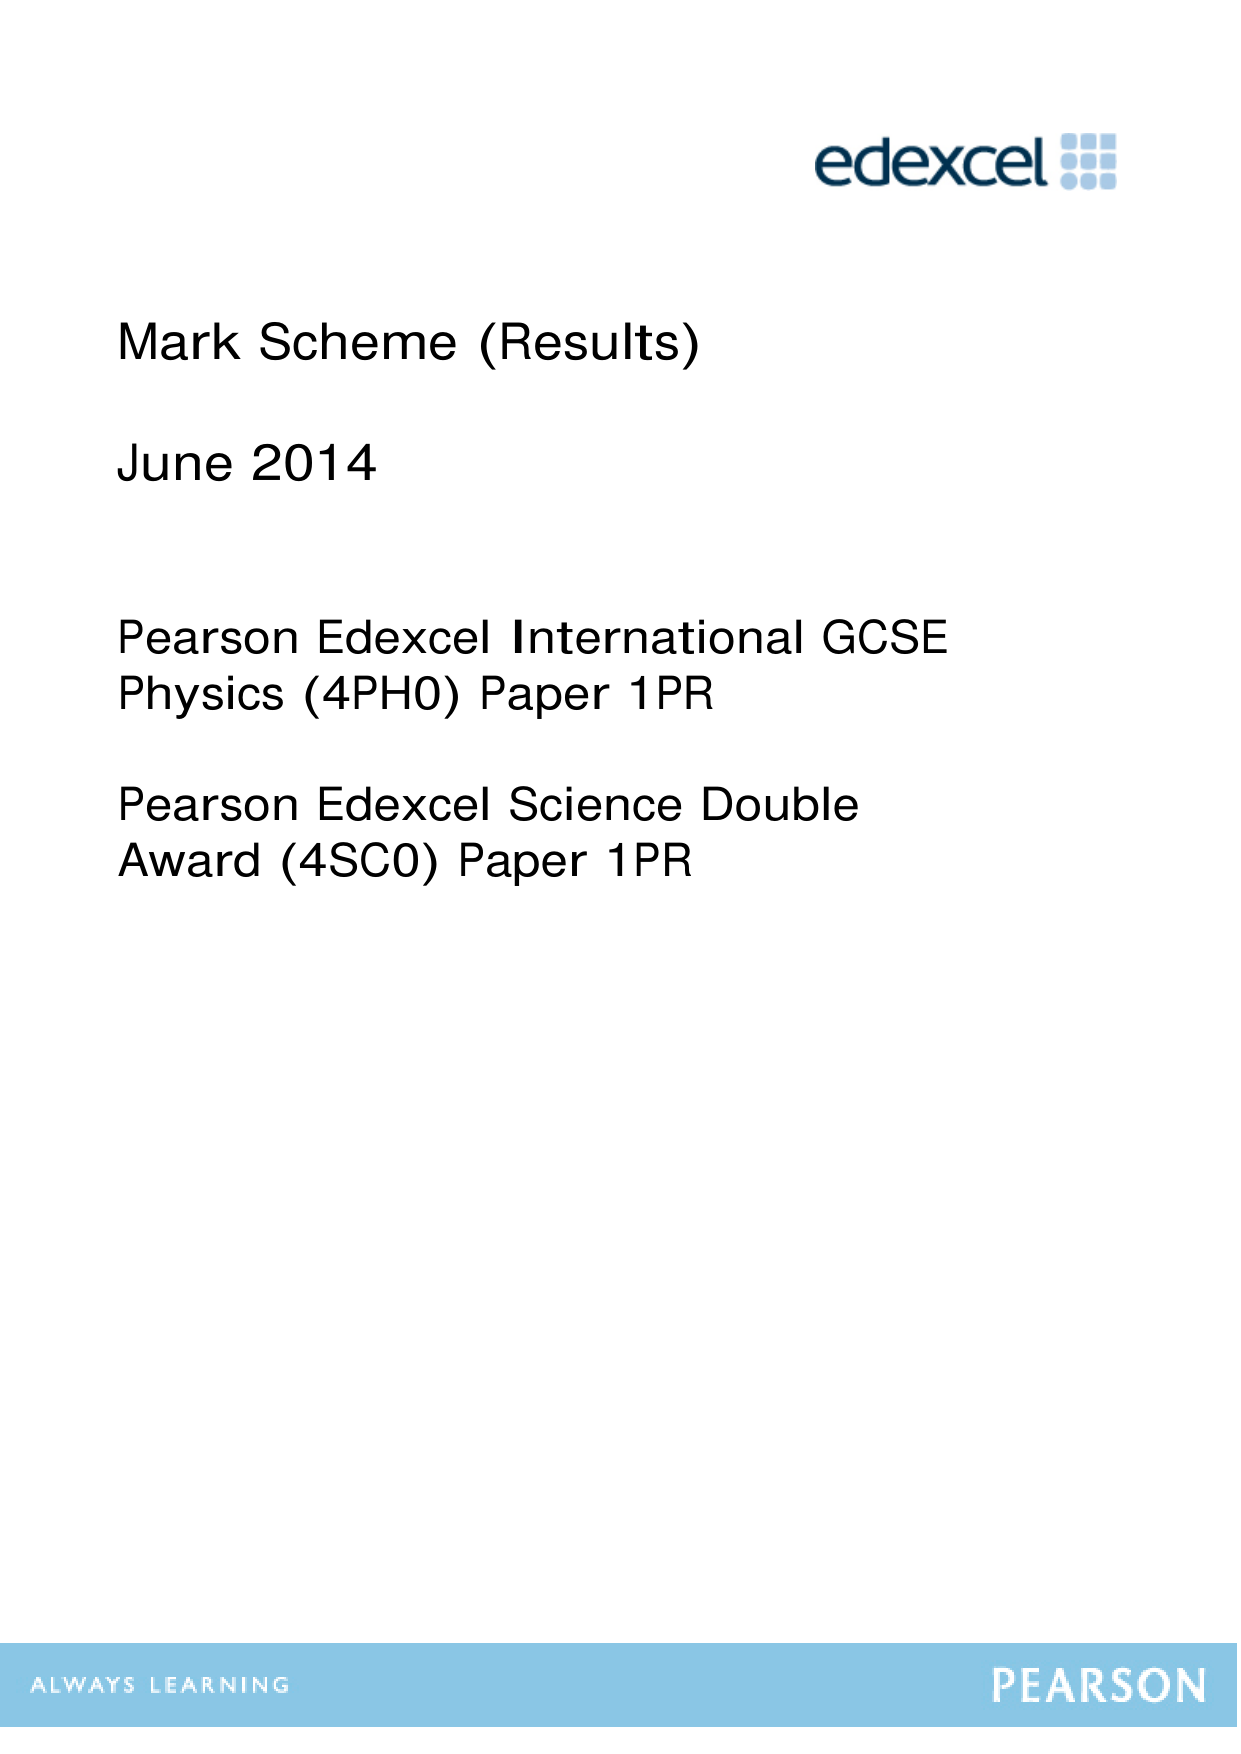 edexcel
Mark Scheme (Results)
June 2014
Pearson Edexcel International GCSE
Physics (4PH0) Paper 1PR
Pearson Edexcel Science Double
Award (4SC0) Paper 1PR
ALWAYS LEARNING
PEARSON